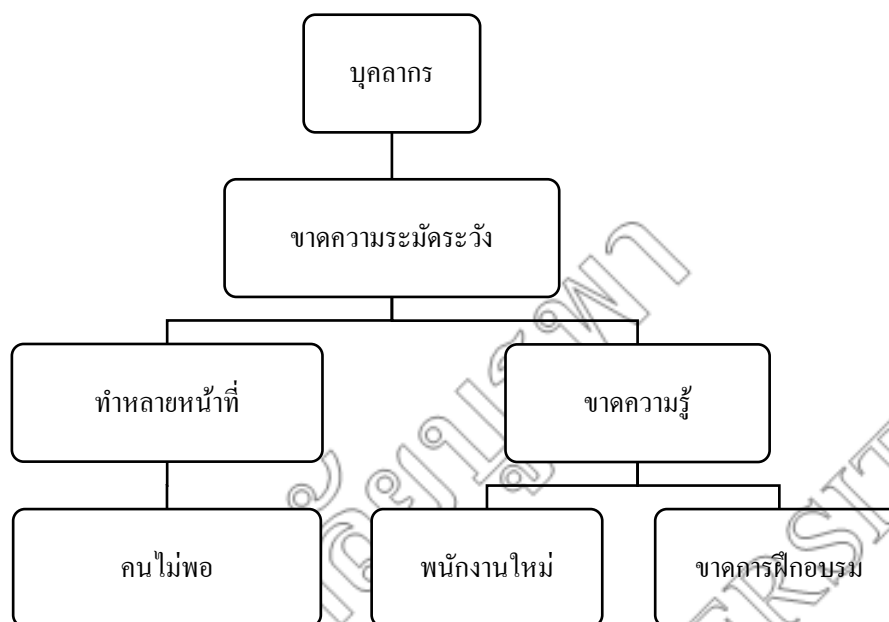 บุคลากร
ขาดความระมัดระวัง
ทำหลายหน้าที่
ขาดความรู้
คนไม่พอ
พนักงานใหม่
ขาดการฝึกอบรม